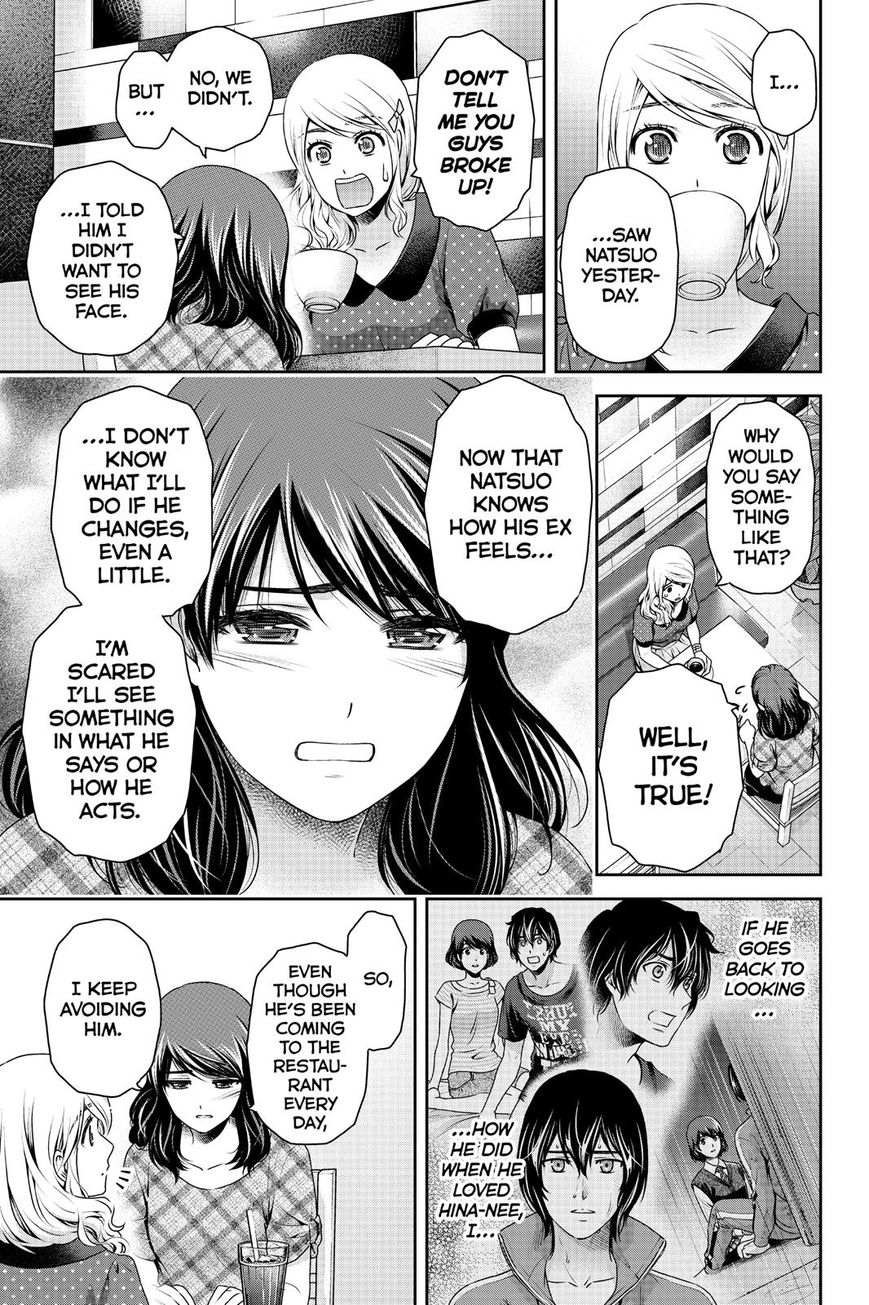 I...
...SAW
NATSUO
YESTER-
DAY.
DON'T
TELL
ME YOU
GUYS
BROKE
UP!
NO, WE
DIDN'T.
BUT
...
...I TOLD
HIM I
DIDN'T
WANT TO
SEE HIS
FACE.
WHY
WOULD
YOU SAY
SOME-
THING
LIKE
THAT?
WELL,
IT'S
TRUE!
NOW THAT
NATSUO
KNOWS
HOW HIS EX
FEELS...
...I DON'T
KNOW
WHAT I'LL
DO IF HE
CHANGES,
EVEN A
LITTLE.
I'M
SCARED
I'LL SEE
SOMETHING
IN WHAT HE
SAYS OR
HOW HE
ACTS.
IF HE
GOES
BACK TO
LOOKING
...
...HOW
HE DID
WHEN HE
LOVED
HINA-NEE,
I...
SO,
EVEN
THOUGH
HE'S BEEN
COMING
TO THE
RESTAU-
RANT
EVERY
DAY,
I KEEP
AVOIDING
HIM.